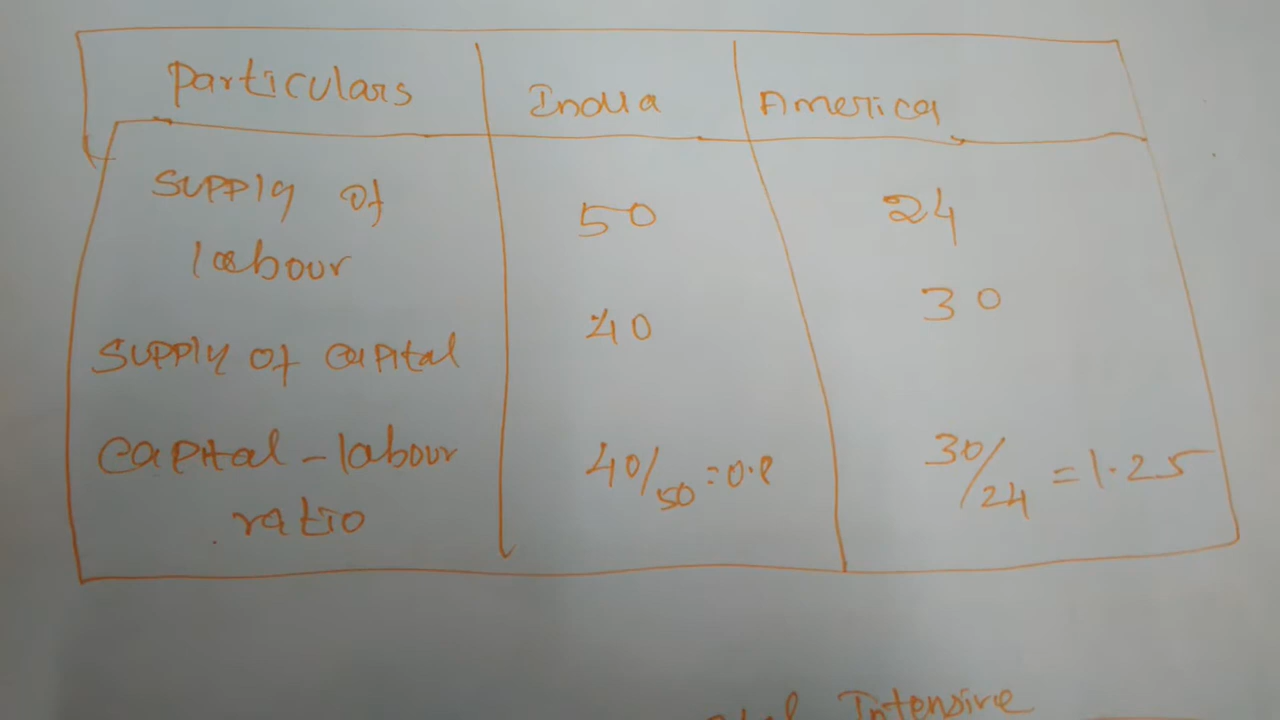 Particulars India America
Supply of labour 50 24
Supply of capital 40 30
Capital-labour ratio 40/50 = 0.8 30/24 = 1.25
Intensive